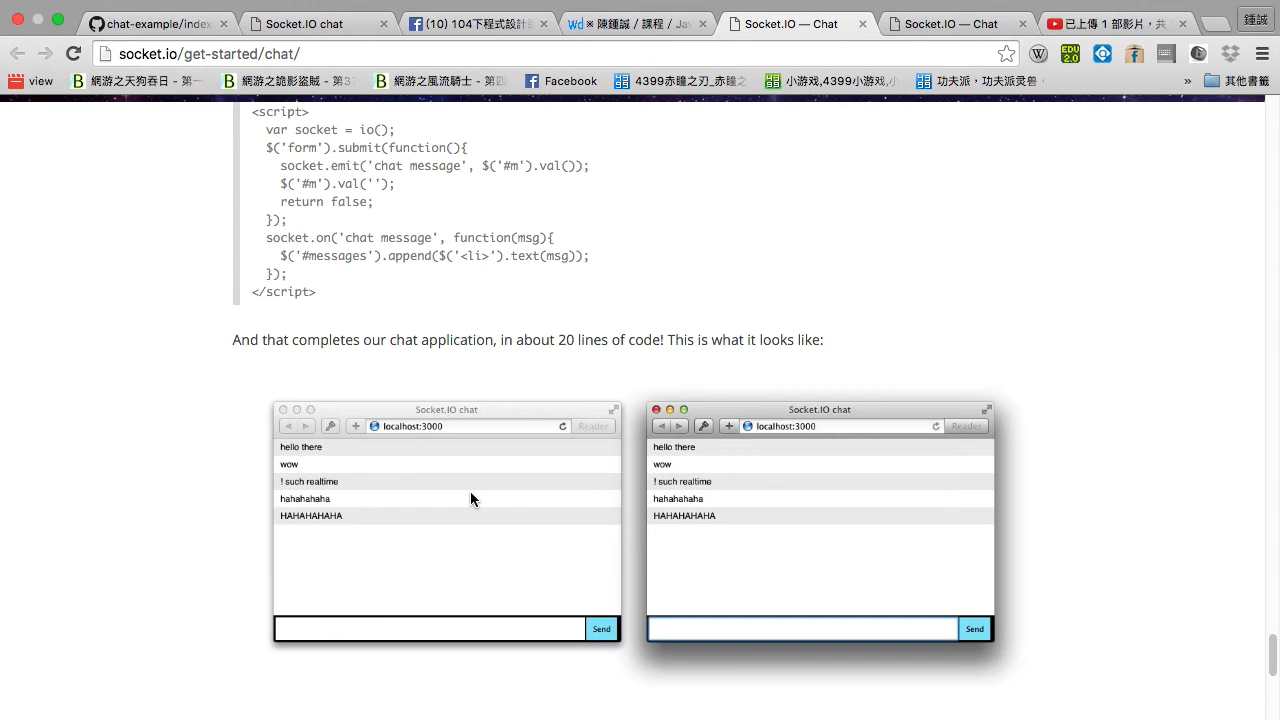 chat-example/index
Socket.IO chat
(10) 104下程式設計
※ 陳鍾誠 / 課程 / Jav
Socket.IO — Chat
Socket.IO — Chat
已上傳 1 部影片，共
鍾誠
socket.io/get-started/chat/
view
網游之天苟春日 - 第一
網游之詭影盜賊 - 第3
網游之風流騎士 - 第四
Facebook
4399赤瞳之刃_赤瞳之
小游戏,4399小游戏,小
功夫派，功夫派灵兽
»
其他書籤
<script>
var socket = io();
$('form').submit(function(){
socket.emit('chat message', $('#m').val());
$('#m').val('');
return false;
});
socket.on('chat message', function(msg){
$('#messages').append($('<li>').text(msg));
});
</script>
And that completes our chat application, in about 20 lines of code! This is what it looks like:
Socket.IO chat
localhost:3000
Reader
hello there
wow
! such realtime
hahahahaha
HAHAHAHAHA
Send
Socket.IO chat
localhost:3000
Reader
hello there
wow
! such realtime
hahahahaha
HAHAHAHAHA
Send